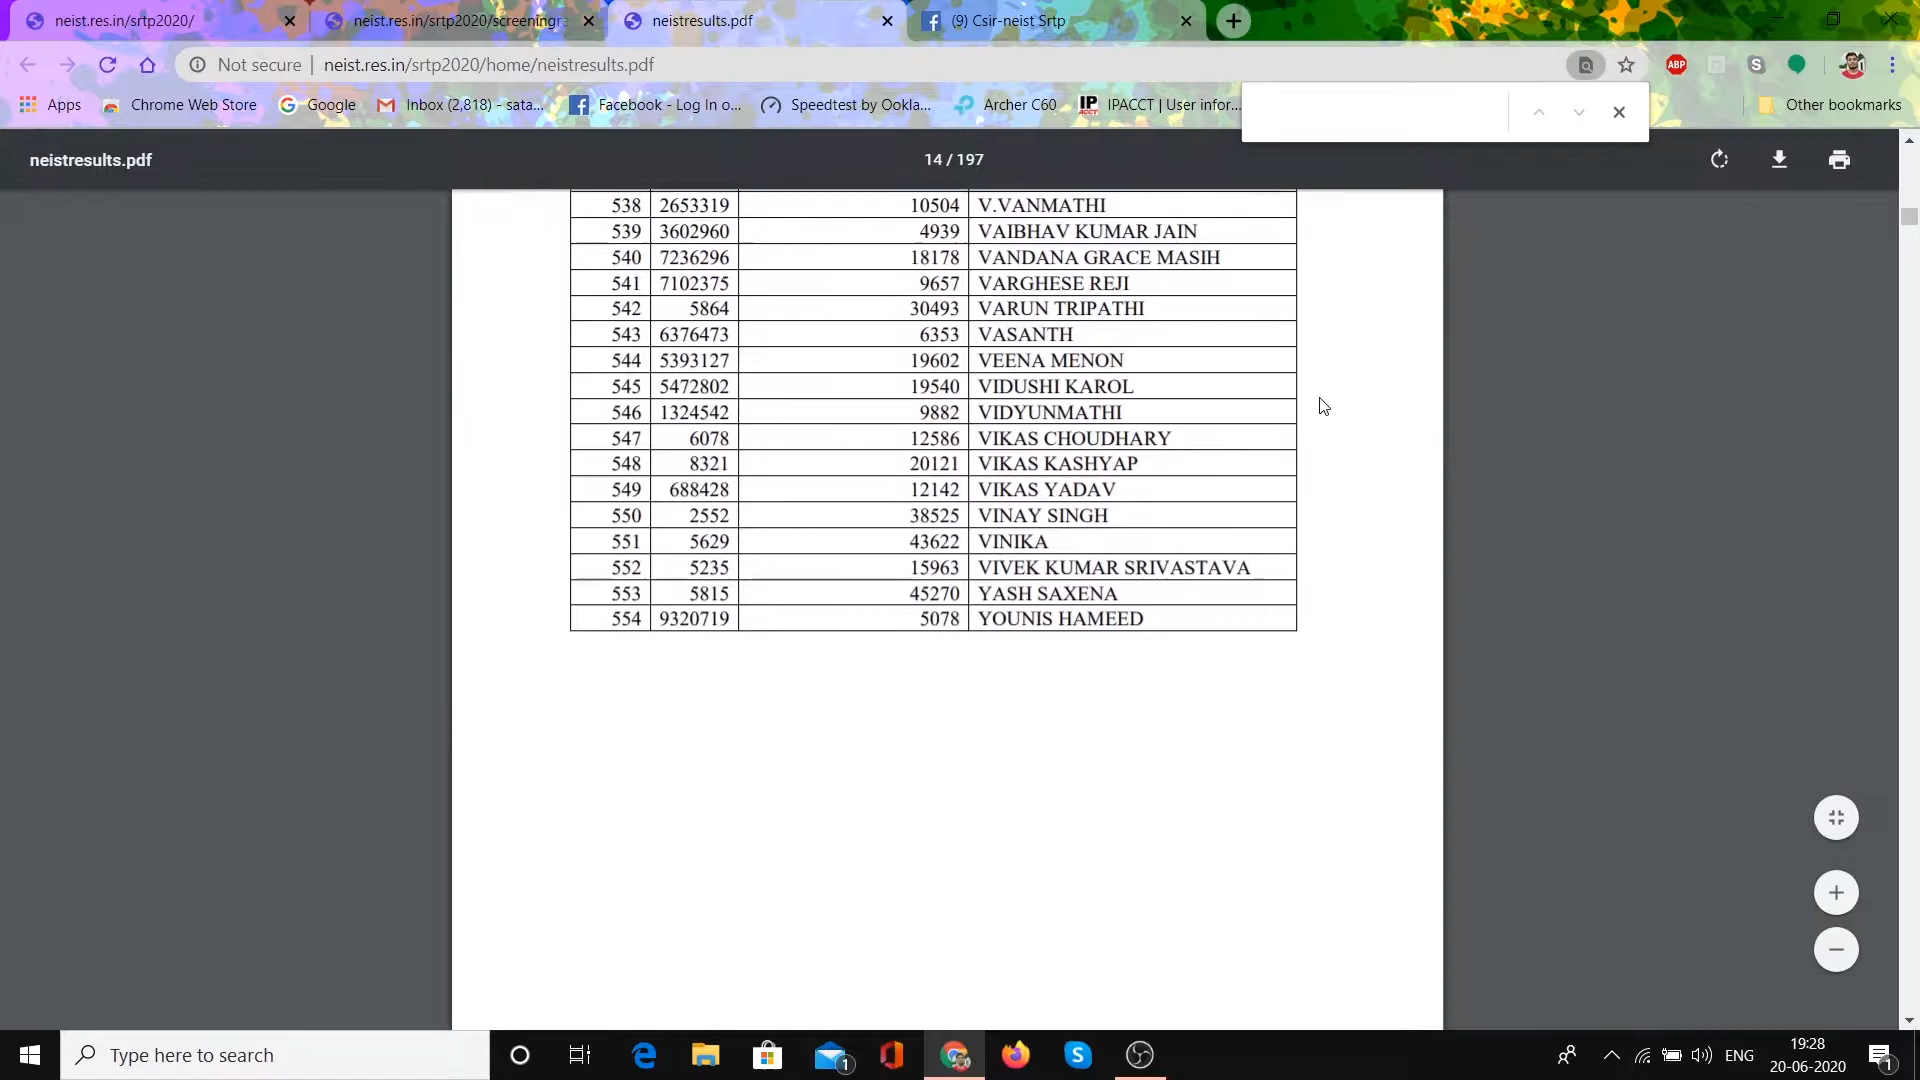 neist.res.in/srtp2020/ neist.res.in/srtp2020/screeningre neistresults.pdf (9) Csir-neist Srtp
Not secure | neist.res.in/srtp2020/home/neistresults.pdf ABP S
Apps Chrome Web Store Google Inbox (2,818) - sata... Facebook - Log In o... Speedtest by Ookla... Archer C60 IPACCT | User infor... Other bookmarks
neistresults.pdf 14 / 197
538 2653319 10504 V.VANMATHI
539 3602960 4939 VAIBHAV KUMAR JAIN
540 7236296 18178 VANDANA GRACE MASIH
541 7102375 9657 VARGHESE REJI
542 5864 30493 VARUN TRIPATHI
543 6376473 6353 VASANTH
544 5393127 19602 VEENA MENON
545 5472802 19540 VIDUSHI KAROL
546 1324542 9882 VIDYUNMATHI
547 6078 12586 VIKAS CHOUDHARY
548 8321 20121 VIKAS KASHYAP
549 688428 12142 VIKAS YADAV
550 2552 38525 VINAY SINGH
551 5629 43622 VINIKA
552 5235 15963 VIVEK KUMAR SRIVASTAVA
553 5815 45270 YASH SAXENA
554 9320719 5078 YOUNIS HAMEED
Type here to search 1 ENG 19:28 1
20-06-2020